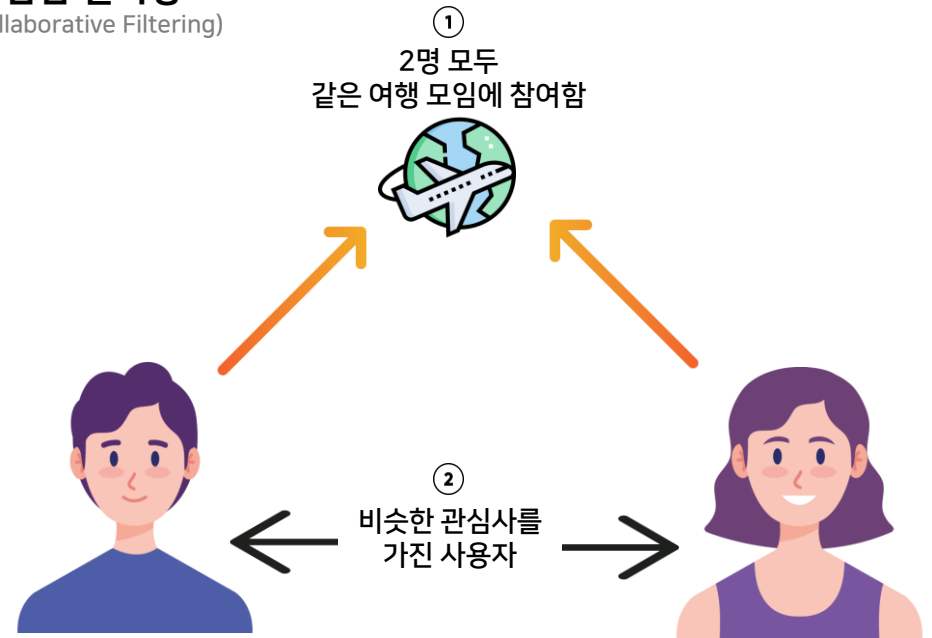 llaborative Filtering)
①
2명 모두
같은 여행 모임에 참여함
②
비슷한 관심사를
가진 사용자